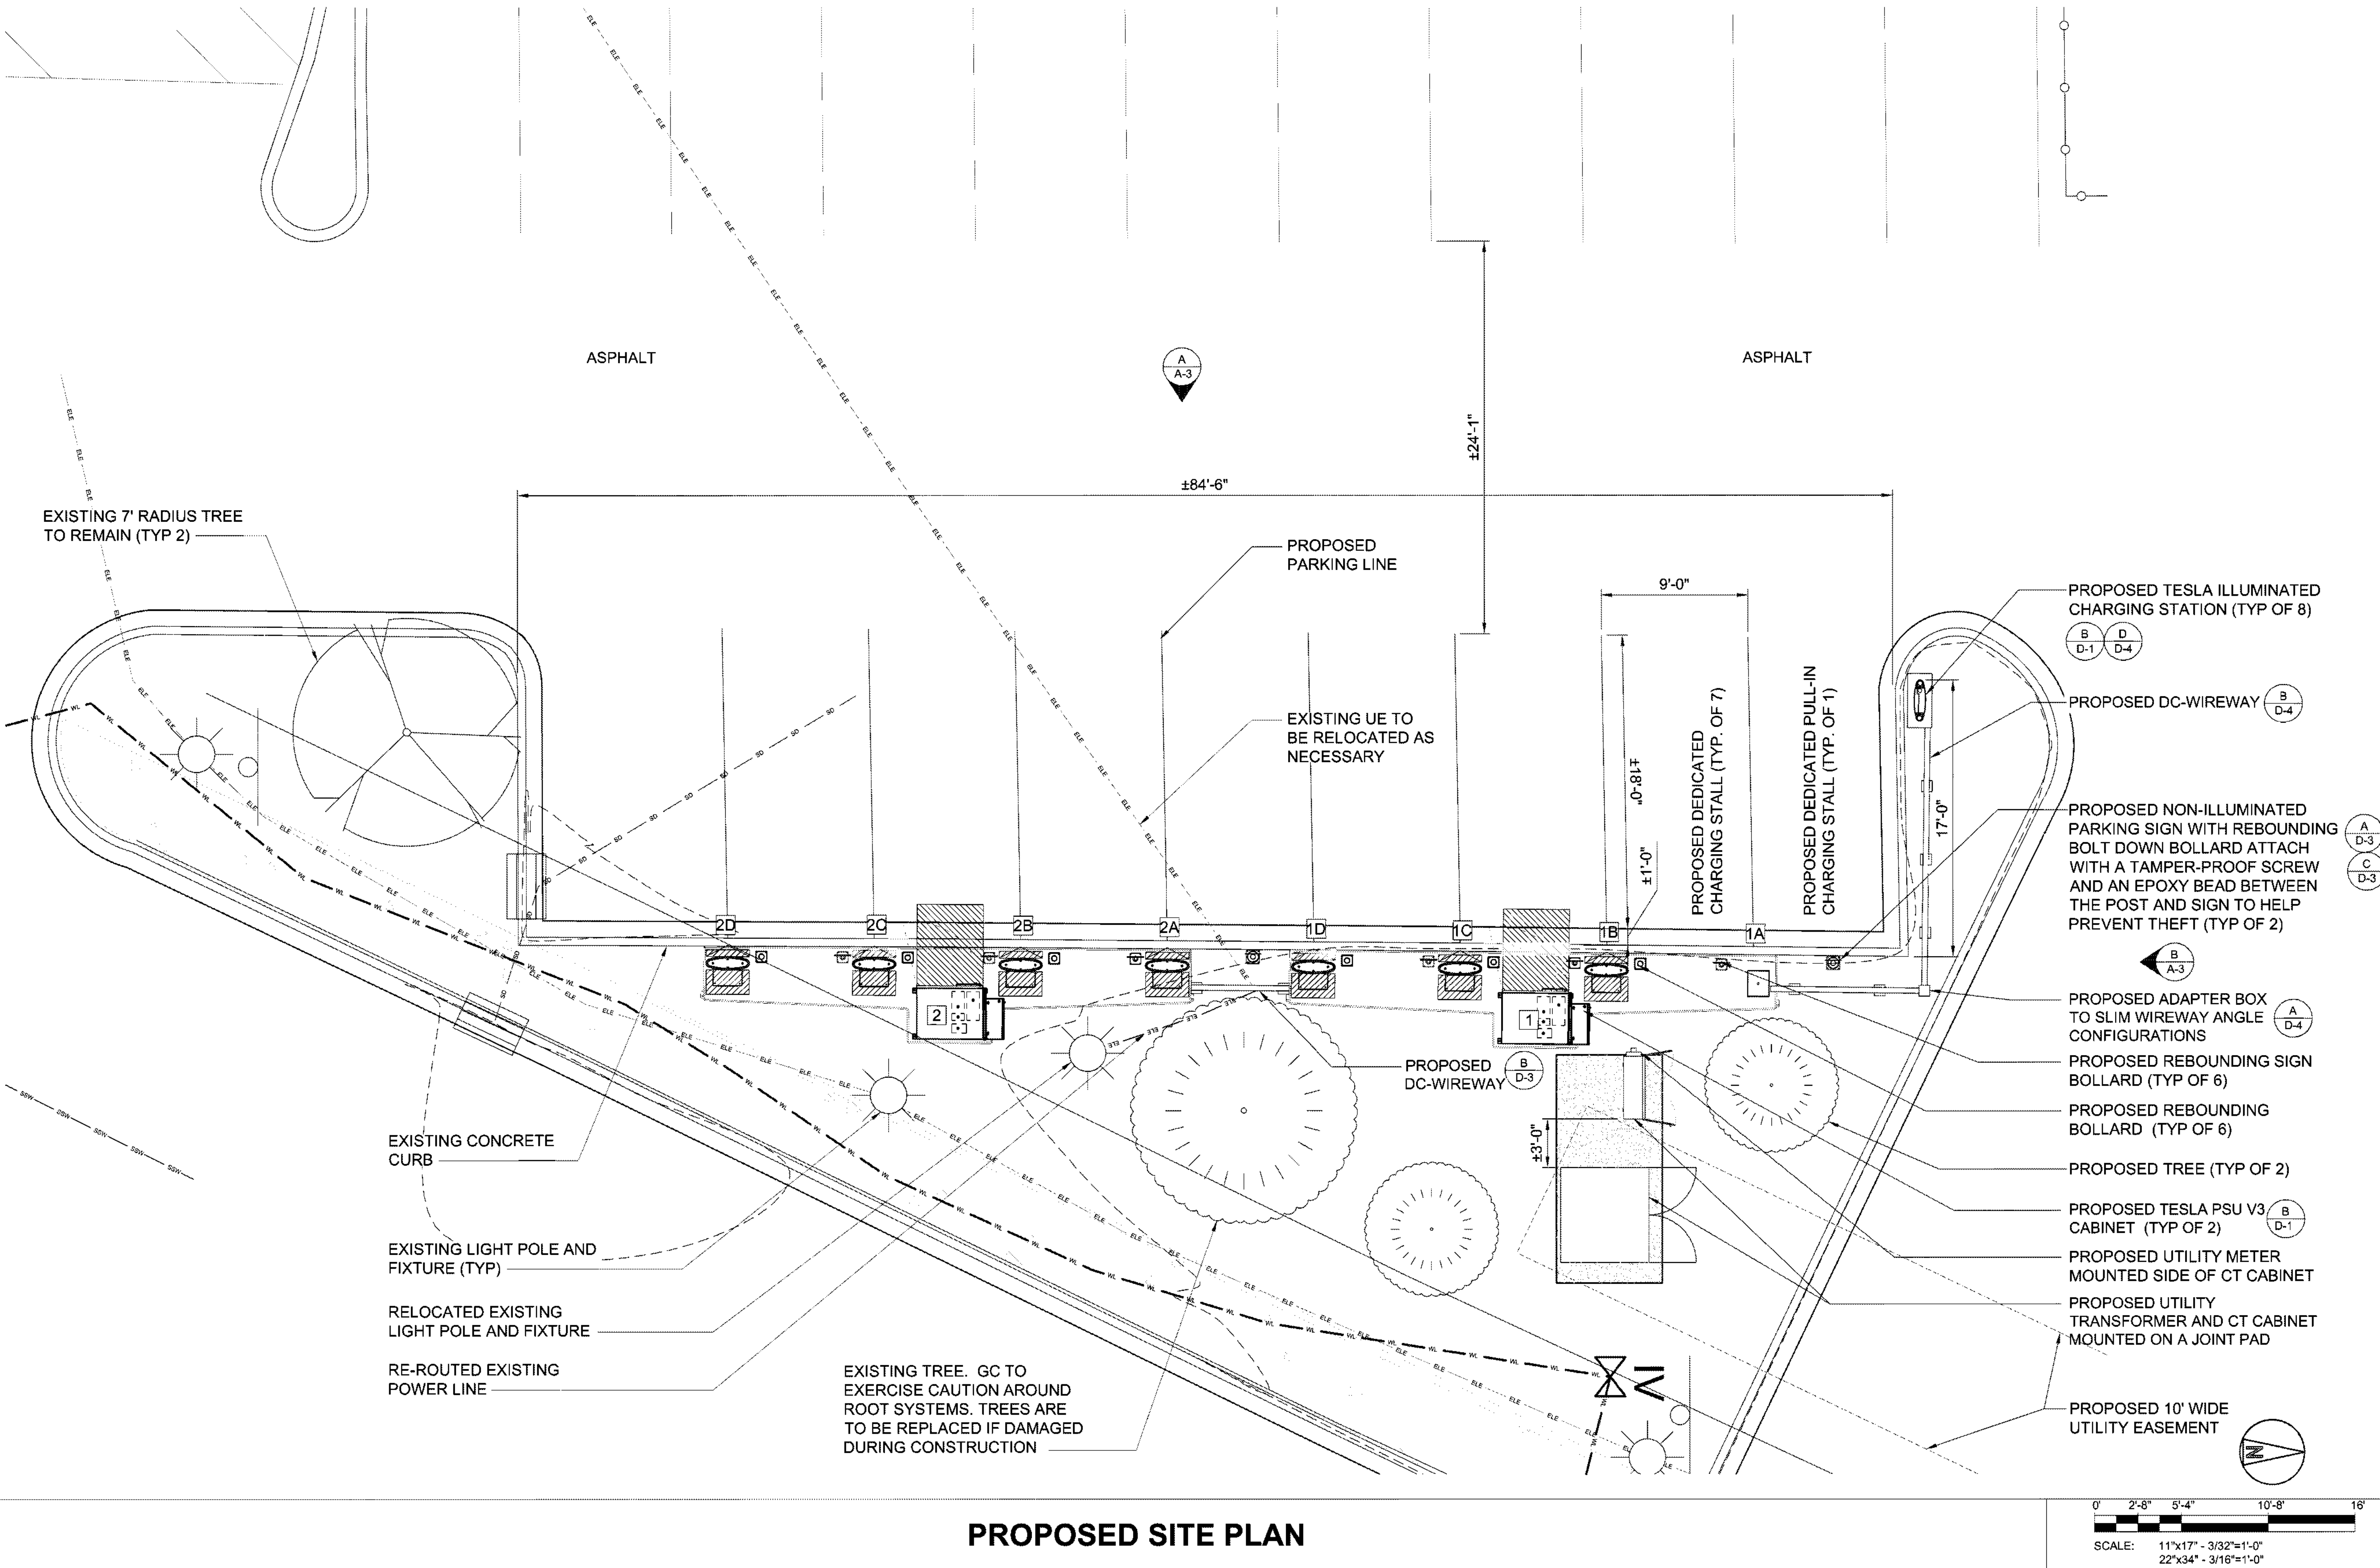 ASPHALT
A
A-3
ASPHALT
±24'-1"
±84'-6"
EXISTING 7' RADIUS TREE
TO REMAIN (TYP 2)
PROPOSED
PARKING LINE
9'-0"
PROPOSED TESLA ILLUMINATED
CHARGING STATION (TYP OF 8)
B
D-1
D
D-4
PROPOSED DC-WIREWAY
B
D-4
EXISTING UE TO
BE RELOCATED AS
NECESSARY
±18'-0"
±1'-0"
PROPOSED DEDICATED
CHARGING STALL (TYP. OF 7)
PROPOSED DEDICATED PULL-IN
CHARGING STALL (TYP. OF 1)
17'-0"
PROPOSED NON-ILLUMINATED
PARKING SIGN WITH REBOUNDING
BOLT DOWN BOLLARD ATTACH
WITH A TAMPER-PROOF SCREW
AND AN EPOXY BEAD BETWEEN
THE POST AND SIGN TO HELP
PREVENT THEFT (TYP OF 2)
A
D-3
C
D-3
2D
2C
2B
2A
1D
1C
1B
1A
B
A-3
2
1
PROPOSED ADAPTER BOX
TO SLIM WIREWAY ANGLE
CONFIGURATIONS
A
D-4
PROPOSED
DC-WIREWAY
B
D-3
PROPOSED REBOUNDING SIGN
BOLLARD (TYP OF 6)
PROPOSED REBOUNDING
BOLLARD (TYP OF 6)
±3'-0"
EXISTING CONCRETE
CURB
PROPOSED TREE (TYP OF 2)
PROPOSED TESLA PSU V3
CABINET (TYP OF 2)
B
D-1
EXISTING LIGHT POLE AND
FIXTURE (TYP)
PROPOSED UTILITY METER
MOUNTED SIDE OF CT CABINET
RELOCATED EXISTING
LIGHT POLE AND FIXTURE
PROPOSED UTILITY
TRANSFORMER AND CT CABINET
MOUNTED ON A JOINT PAD
RE-ROUTED EXISTING
POWER LINE
EXISTING TREE. GC TO
EXERCISE CAUTION AROUND
ROOT SYSTEMS. TREES ARE
TO BE REPLACED IF DAMAGED
DURING CONSTRUCTION
PROPOSED 10' WIDE
UTILITY EASEMENT
IV
N
ELE
WL
SD
SSW
PROPOSED SITE PLAN
0' 2'-8" 5'-4" 10'-8' 16'
SCALE: 11"x17" - 3/32"=1'-0"
22"x34" - 3/16"=1'-0"